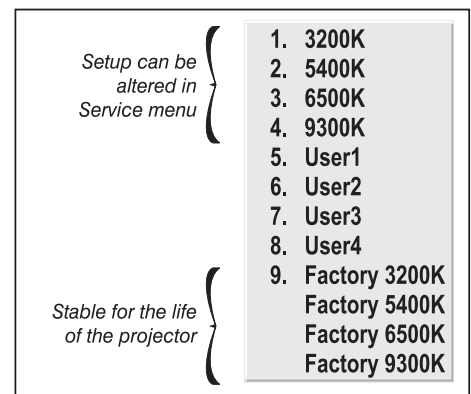 Setup can be
altered in
Service menu
1. 3200K
2. 5400K
3. 6500K
4. 9300K
5. User1
6. User2
7. User3
8. User4
9. Factory 3200K
Factory 5400K
Factory 6500K
Factory 9300K
Stable for the life
of the projector